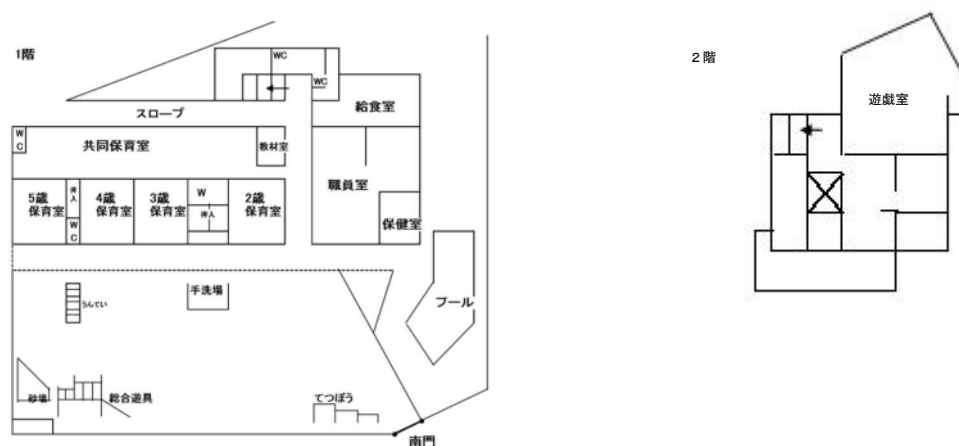 1階
2階
WC
WC
給食室
遊戯室
スロープ
W
C
共同保育室
教材室
職員室
5歳
保育室
押入
W
C
4歳
保育室
3歳
保育室
W
押入
2歳
保育室
保健室
手洗場
プール
うんてい
砂場
総合遊具
てつぼう
南門